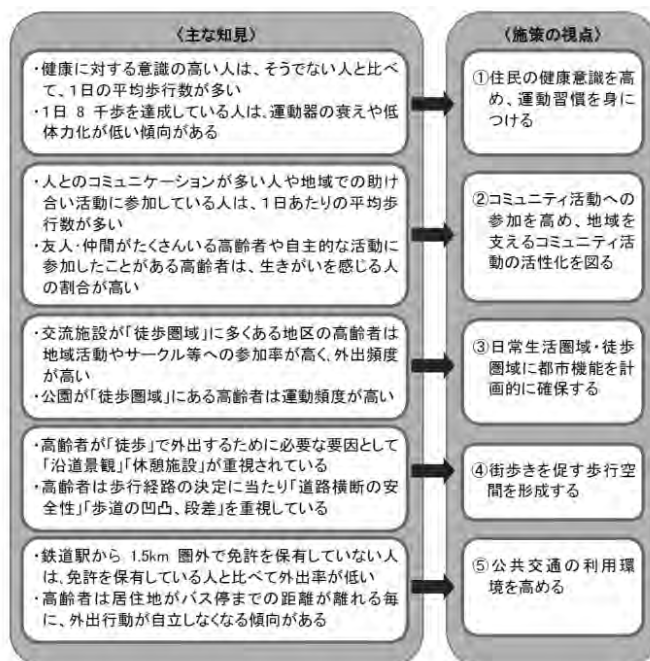 〈主な知見〉
・健康に対する意識の高い人は、そうでない人と比べ
て、1日の平均歩行数が多い
・1日 8 千歩を達成している人は、運動器の衰えや低
体力化が低い傾向がある
・人とのコミュニケーションが多い人や地域での助け
合い活動に参加している人は、1日あたりの平均歩
行数が多い
・友人・仲間がたくさんいる高齢者や自主的な活動に
参加したことがある高齢者は、生きがいを感じる人
の割合が高い
・交流施設が「徒歩圏域」に多くある地区の高齢者は
地域活動やサークル等への参加率が高く、外出頻度
が高い
・公園が「徒歩圏域」にある高齢者は運動頻度が高い
・高齢者が「徒歩」で外出するために必要な要因として
「沿道景観」「休憩施設」が重視されている
・高齢者は歩行経路の決定に当たり「道路横断の安
全性」「歩道の凹凸、段差」を重視している
・鉄道駅から 1.5km 圏外で免許を保有していない人
は、免許を保有している人と比べて外出率が低い
・高齢者は居住地がバス停までの距離が離れる毎
に、外出行動が自立しなくなる傾向がある
〈施策の視点〉
①住民の健康意識を高
め、運動習慣を身に
つける
②コミュニティ活動への
参加を高め、地域を
支えるコミュニティ活
動の活性化を図る
③日常生活圏域・徒歩
圏域に都市機能を計
画的に確保する
④街歩きを促す歩行空
間を形成する
⑤公共交通の利用環
境を高める